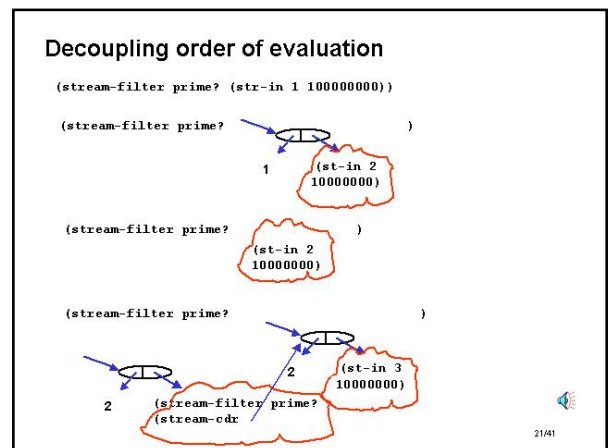 Decoupling order of evaluation
(stream-filter prime? (str-in 1 100000000))
(stream-filter prime? )
1
(st-in 2
10000000)
(stream-filter prime? )
(st-in 2
10000000)
(stream-filter prime? )
2
(st-in 3
10000000)
2
(stream-filter prime?
(stream-cdr
21/41